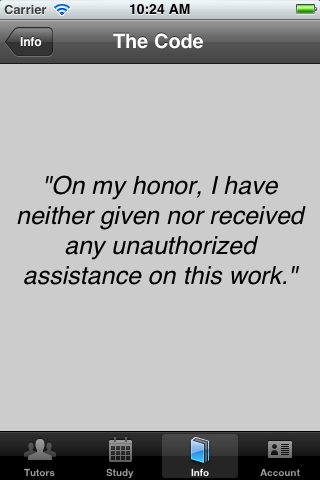 Carrier 10:24 AM
Info The Code
"On my honor, I have
neither given nor received
any unauthorized
assistance on this work."
Tutors Study Info Account